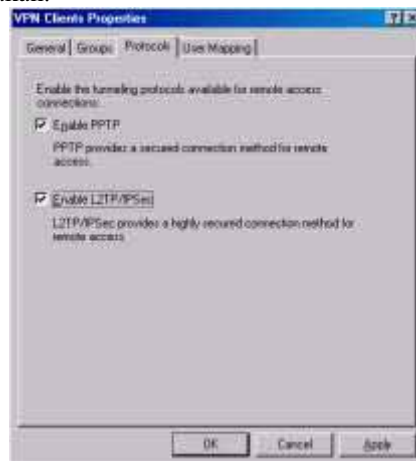 VPN Clients Properties
General Groups Protocols User Mapping
Enable the tunneling protocols available for remote access
connections:
Enable PPTP
PPTP provides a secured connection method for remote
access.
Enable L2TP/IPSec
L2TP/IPSec provides a highly secured connection method for
remote access.
OK Cancel Apply